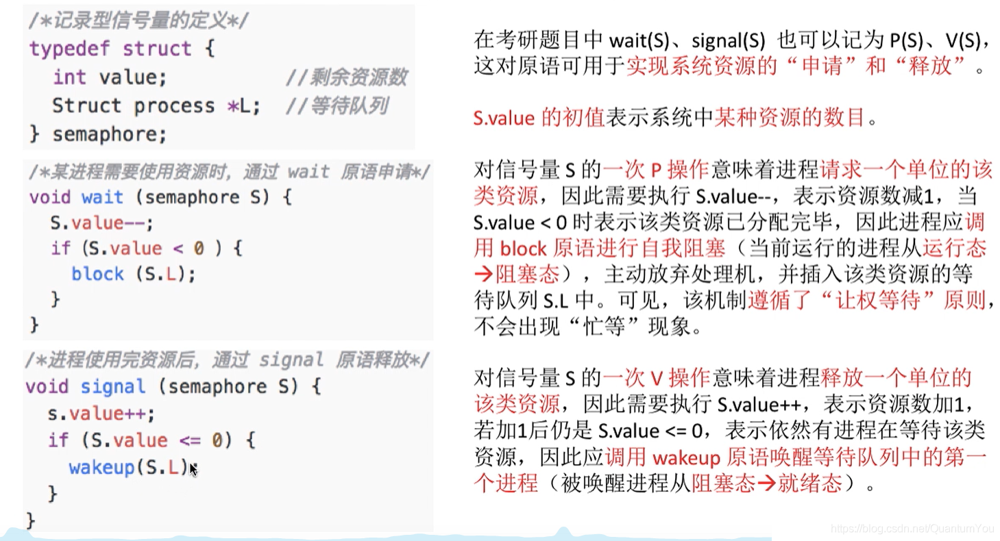 /*记录型信号量的定义*/
typedef struct {
int value; //剩余资源数
Struct process *L; //等待队列
} semaphore;
/*某进程需要使用资源时，通过 wait 原语申请*/
void wait (semaphore S) {
S.value--;
if (S.value < 0 ) {
block (S.L);
}
}
/*进程使用完资源后，通过 signal 原语释放*/
void signal (semaphore S) {
s.value++;
if (S.value <= 0) {
wakeup(S.L);
}
}
在考研题目中 wait(S)、signal(S) 也可以记为 P(S)、V(S)，
这对原语可用于实现系统资源的“申请”和“释放”。
S.value 的初值表示系统中某种资源的数目。
对信号量 S 的一次 P 操作意味着进程请求一个单位的该
类资源，因此需要执行 S.value--，表示资源数减1，当
S.value < 0 时表示该类资源已分配完毕，因此进程应调
用 block 原语进行自我阻塞（当前运行的进程从运行态
→阻塞态），主动放弃处理机，并插入该类资源的等
待队列 S.L 中。可见，该机制遵循了“让权等待”原则，
不会出现“忙等”现象。
对信号量 S 的一次 V 操作意味着进程释放一个单位的
该类资源，因此需要执行 S.value++，表示资源数加1，
若加1后仍是 S.value <= 0，表示依然有进程在等待该类
资源，因此应调用 wakeup 原语唤醒等待队列中的第一
个进程（被唤醒进程从阻塞态→就绪态）。
https://blog.csdn.net/QuantumYou